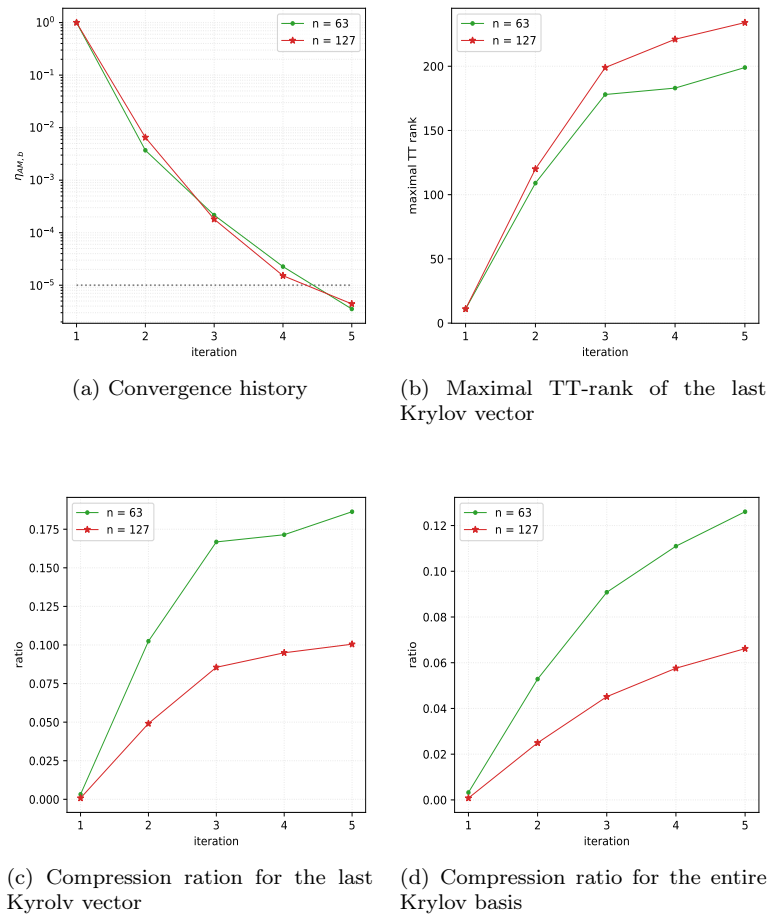 n = 63
n = 127
10⁰
10⁻¹
10⁻²
10⁻³
10⁻⁴
10⁻⁵
η_{AM,b}
1 2 3 4 5
iteration
(a) Convergence history
n = 63
n = 127
200
150
100
50
0
maximal TT rank
1 2 3 4 5
iteration
(b) Maximal TT-rank of the last
Krylov vector
n = 63
n = 127
0.175
0.150
0.125
0.100
0.075
0.050
0.025
0.000
ratio
1 2 3 4 5
iteration
(c) Compression ration for the last
Kyrolv vector
n = 63
n = 127
0.12
0.10
0.08
0.06
0.04
0.02
0.00
ratio
1 2 3 4 5
iteration
(d) Compression ratio for the entire
Krylov basis